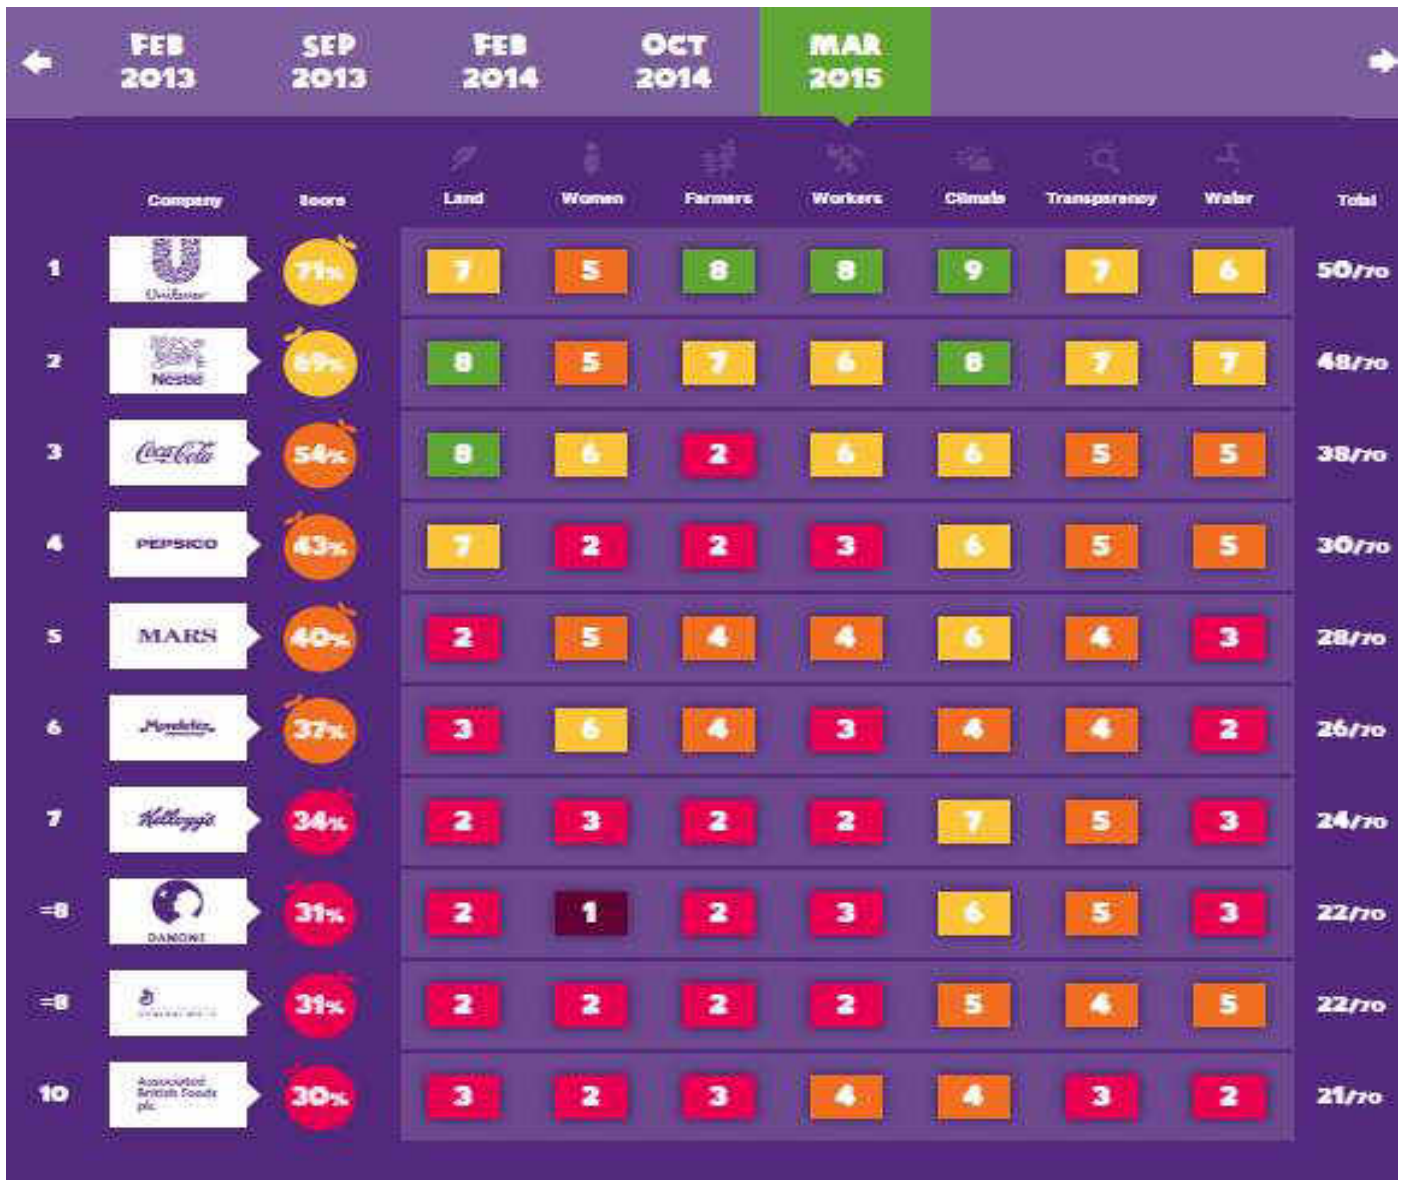 FEB SEP FEB OCT MAR
2013 2013 2014 2014 2015
Company Score Land Women Farmers Workers Climate Transparency Water Total
1 Unilever 71% 7 5 8 8 9 7 6 50/70
2 Nestlé 69% 8 5 7 6 8 7 7 48/70
3 Coca-Cola 54% 8 6 2 6 6 5 5 38/70
4 PEPSICO 43% 7 2 2 3 6 5 5 30/70
5 MARS 40% 2 5 4 4 6 4 3 28/70
6 Mondelēz 37% 3 6 4 3 4 4 2 26/70
7 Kellogg's 34% 2 3 2 2 7 5 3 24/70
=8 DANONE 31% 2 1 2 3 6 5 3 22/70
=8 GENERAL MILLS 31% 2 2 2 2 5 4 5 22/70
10 Associated
British Foods
plc 30% 3 2 3 4 4 3 2 21/70